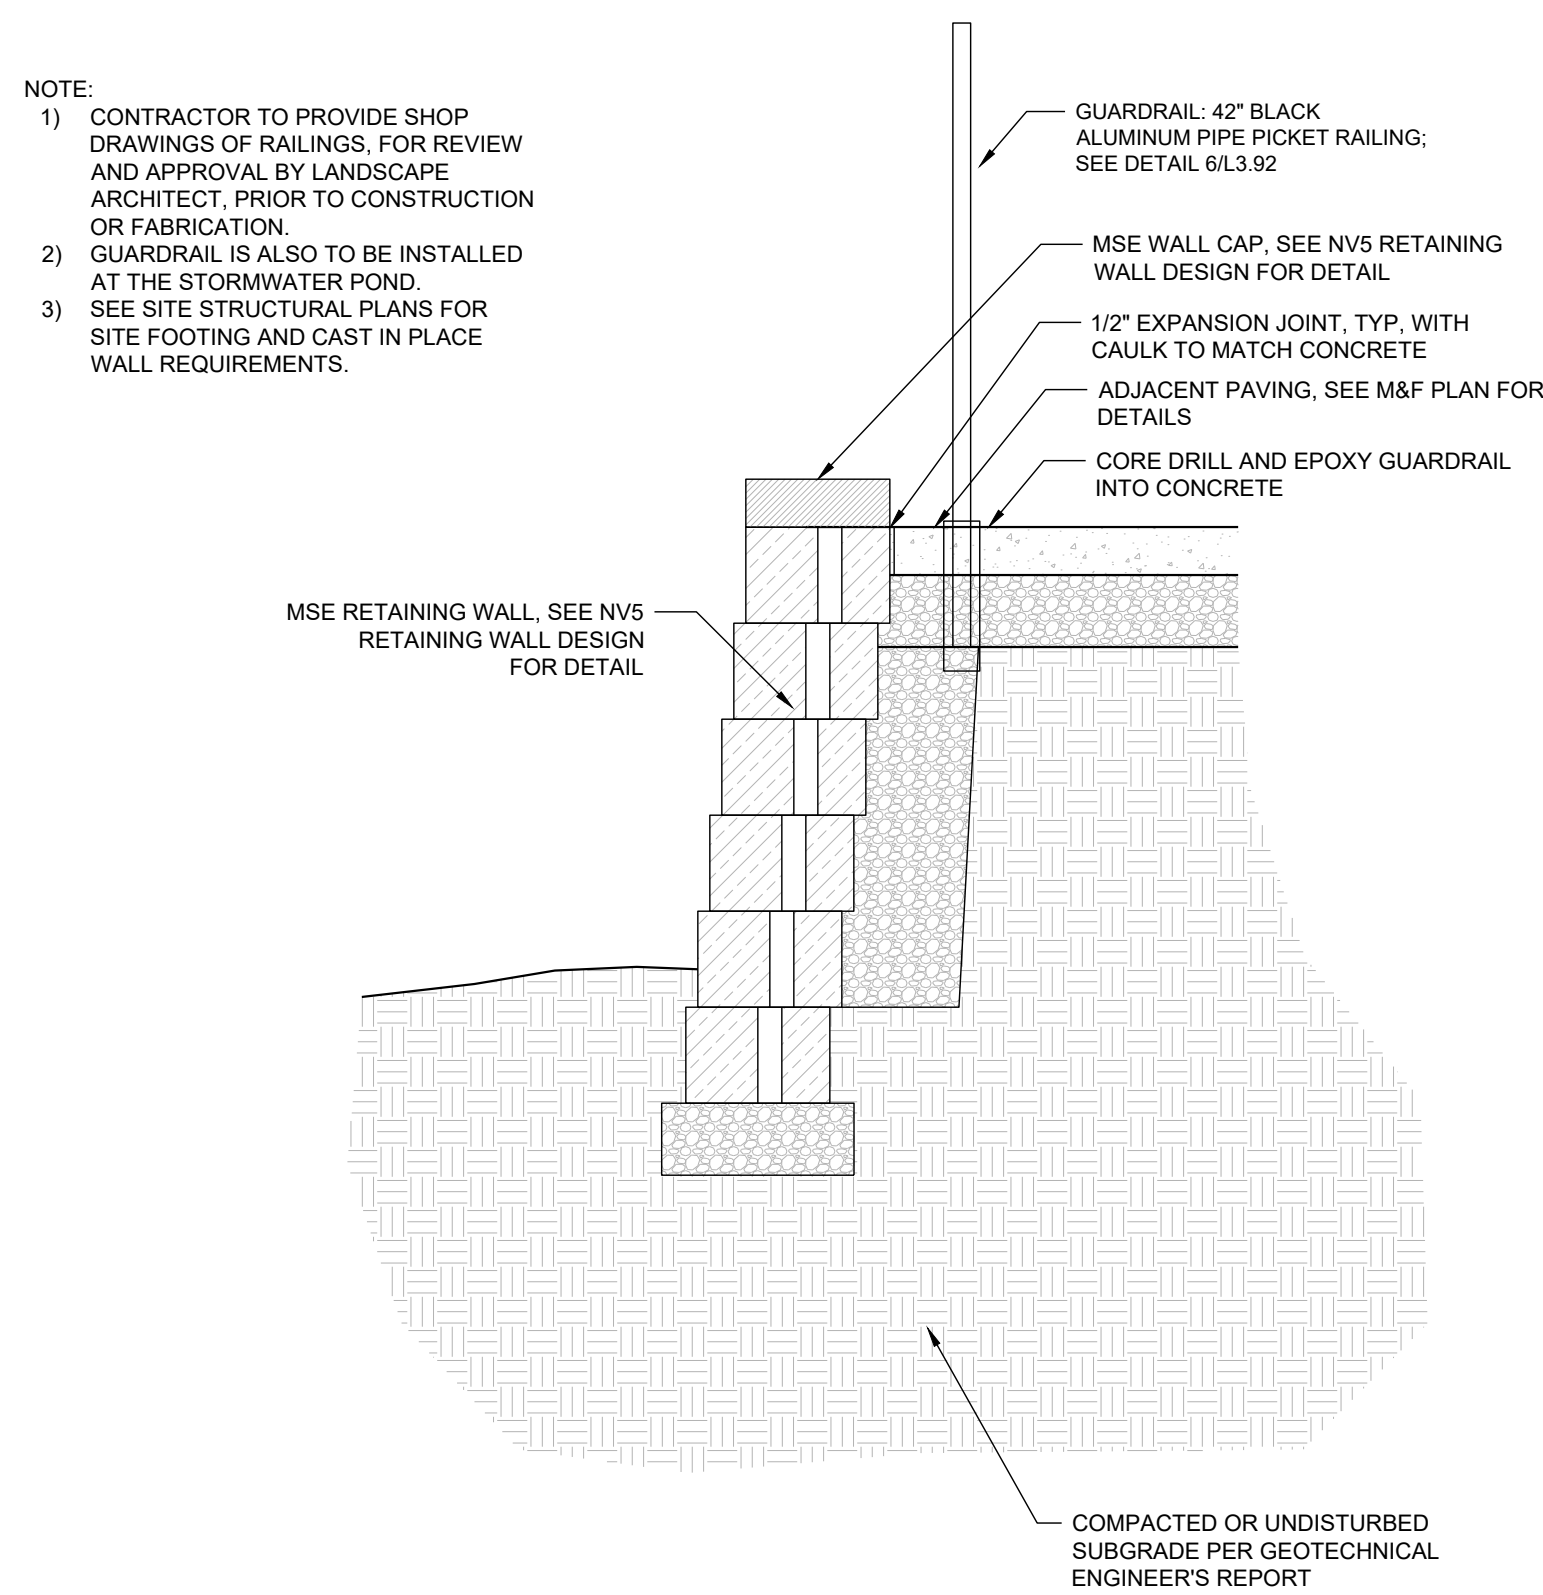 NOTE:
1) CONTRACTOR TO PROVIDE SHOP
DRAWINGS OF RAILINGS, FOR REVIEW
AND APPROVAL BY LANDSCAPE
ARCHITECT, PRIOR TO CONSTRUCTION
OR FABRICATION.
2) GUARDRAIL IS ALSO TO BE INSTALLED
AT THE STORMWATER POND.
3) SEE SITE STRUCTURAL PLANS FOR
SITE FOOTING AND CAST IN PLACE
WALL REQUIREMENTS.
GUARDRAIL: 42" BLACK
ALUMINUM PIPE PICKET RAILING;
SEE DETAIL 6/L3.92
MSE WALL CAP, SEE NV5 RETAINING
WALL DESIGN FOR DETAIL
1/2" EXPANSION JOINT, TYP, WITH
CAULK TO MATCH CONCRETE
ADJACENT PAVING, SEE M&F PLAN FOR
DETAILS
CORE DRILL AND EPOXY GUARDRAIL
INTO CONCRETE
MSE RETAINING WALL, SEE NV5
RETAINING WALL DESIGN
FOR DETAIL
COMPACTED OR UNDISTURBED
SUBGRADE PER GEOTECHNICAL
ENGINEER'S REPORT